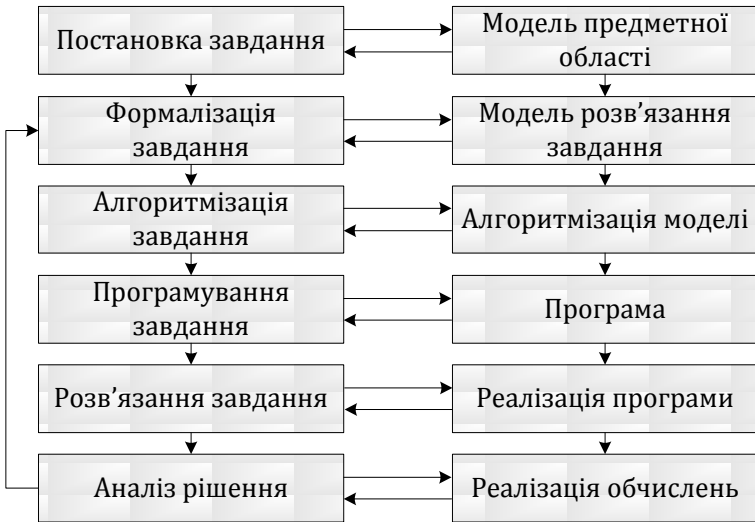 Постановка завдання
Модель предметної
області
Формалізація
завдання
Модель розв’язання
завдання
Алгоритмізація
завдання
Алгоритмізація моделі
Програмування
завдання
Програма
Розв’язання завдання
Реалізація програми
Аналіз рішення
Реалізація обчислень